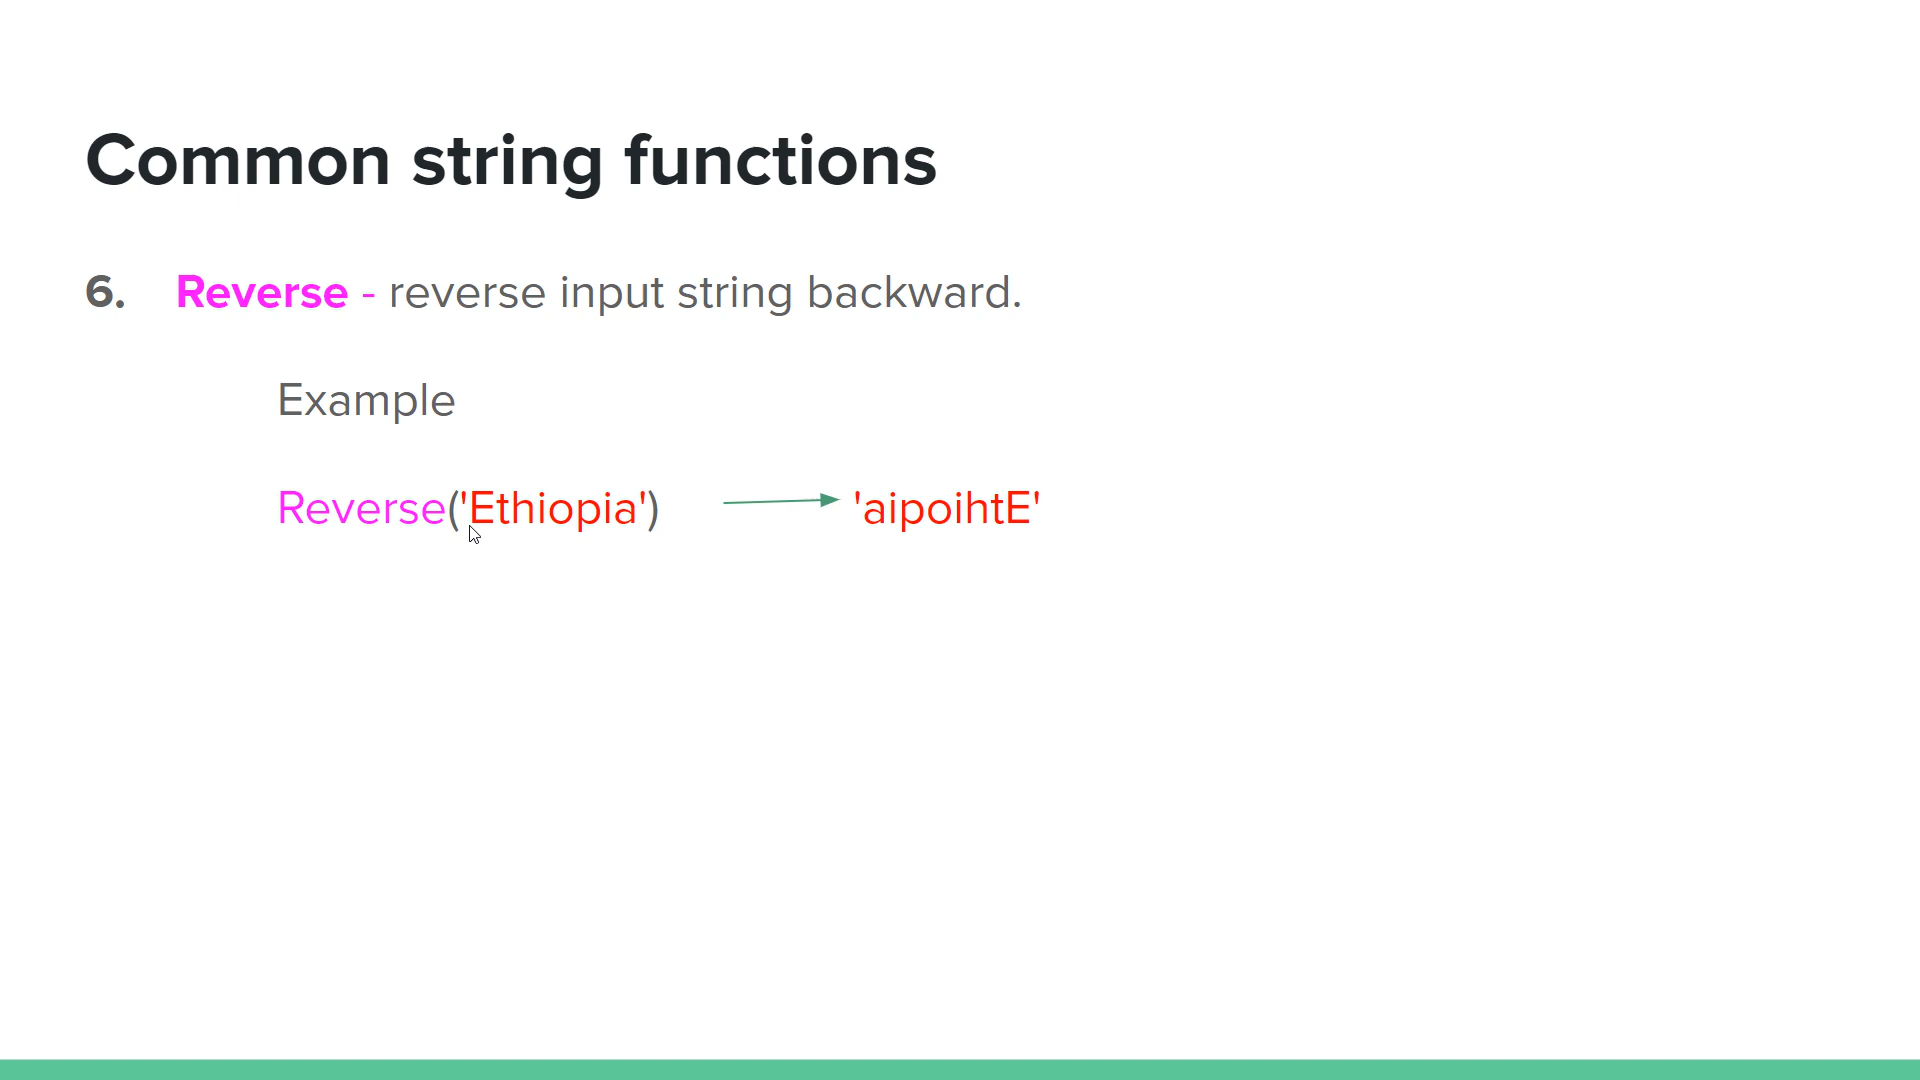 Common string functions
6. Reverse - reverse input string backward.
Example
Reverse('Ethiopia') 'aipoihtE'